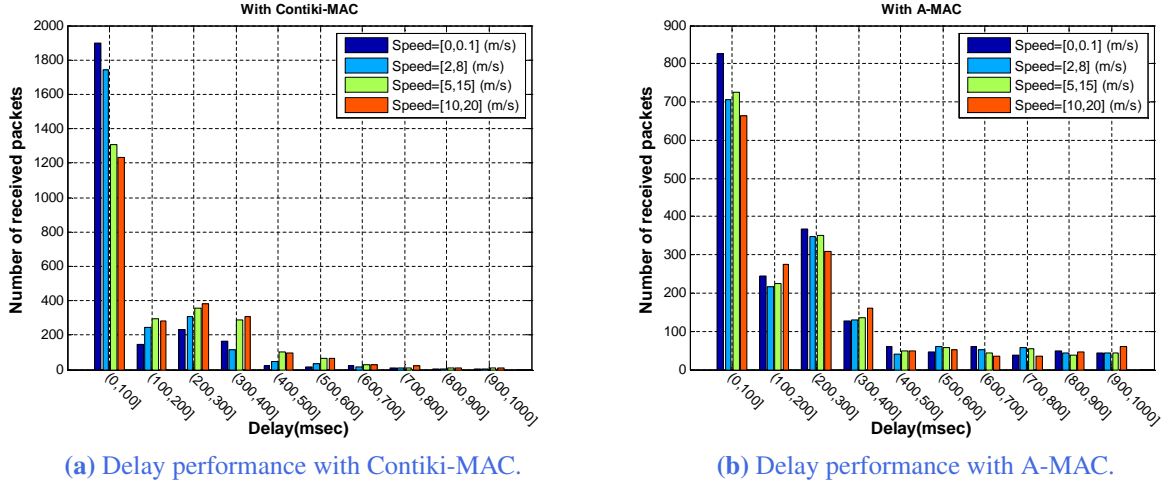 With Contiki-MAC
2000
1800
1600
1400
1200
1000
800
600
400
200
0
Number of received packets
Speed=[0,0.1] (m/s)
Speed=[2,8] (m/s)
Speed=[5,15] (m/s)
Speed=[10,20] (m/s)
(0,100]
(100,200]
(200,300]
(300,400]
(400,500]
(500,600]
(600,700]
(700,800]
(800,900]
(900,1000]
Delay(msec)
(a) Delay performance with Contiki-MAC.
With A-MAC
900
800
700
600
500
400
300
200
100
0
Number of received packets
Speed=[0,0.1] (m/s)
Speed=[2,8] (m/s)
Speed=[5,15] (m/s)
Speed=[10,20] (m/s)
(0,100]
(100,200]
(200,300]
(300,400]
(400,500]
(500,600]
(600,700]
(700,800]
(800,900]
(900,1000]
Delay(msec)
(b) Delay performance with A-MAC.